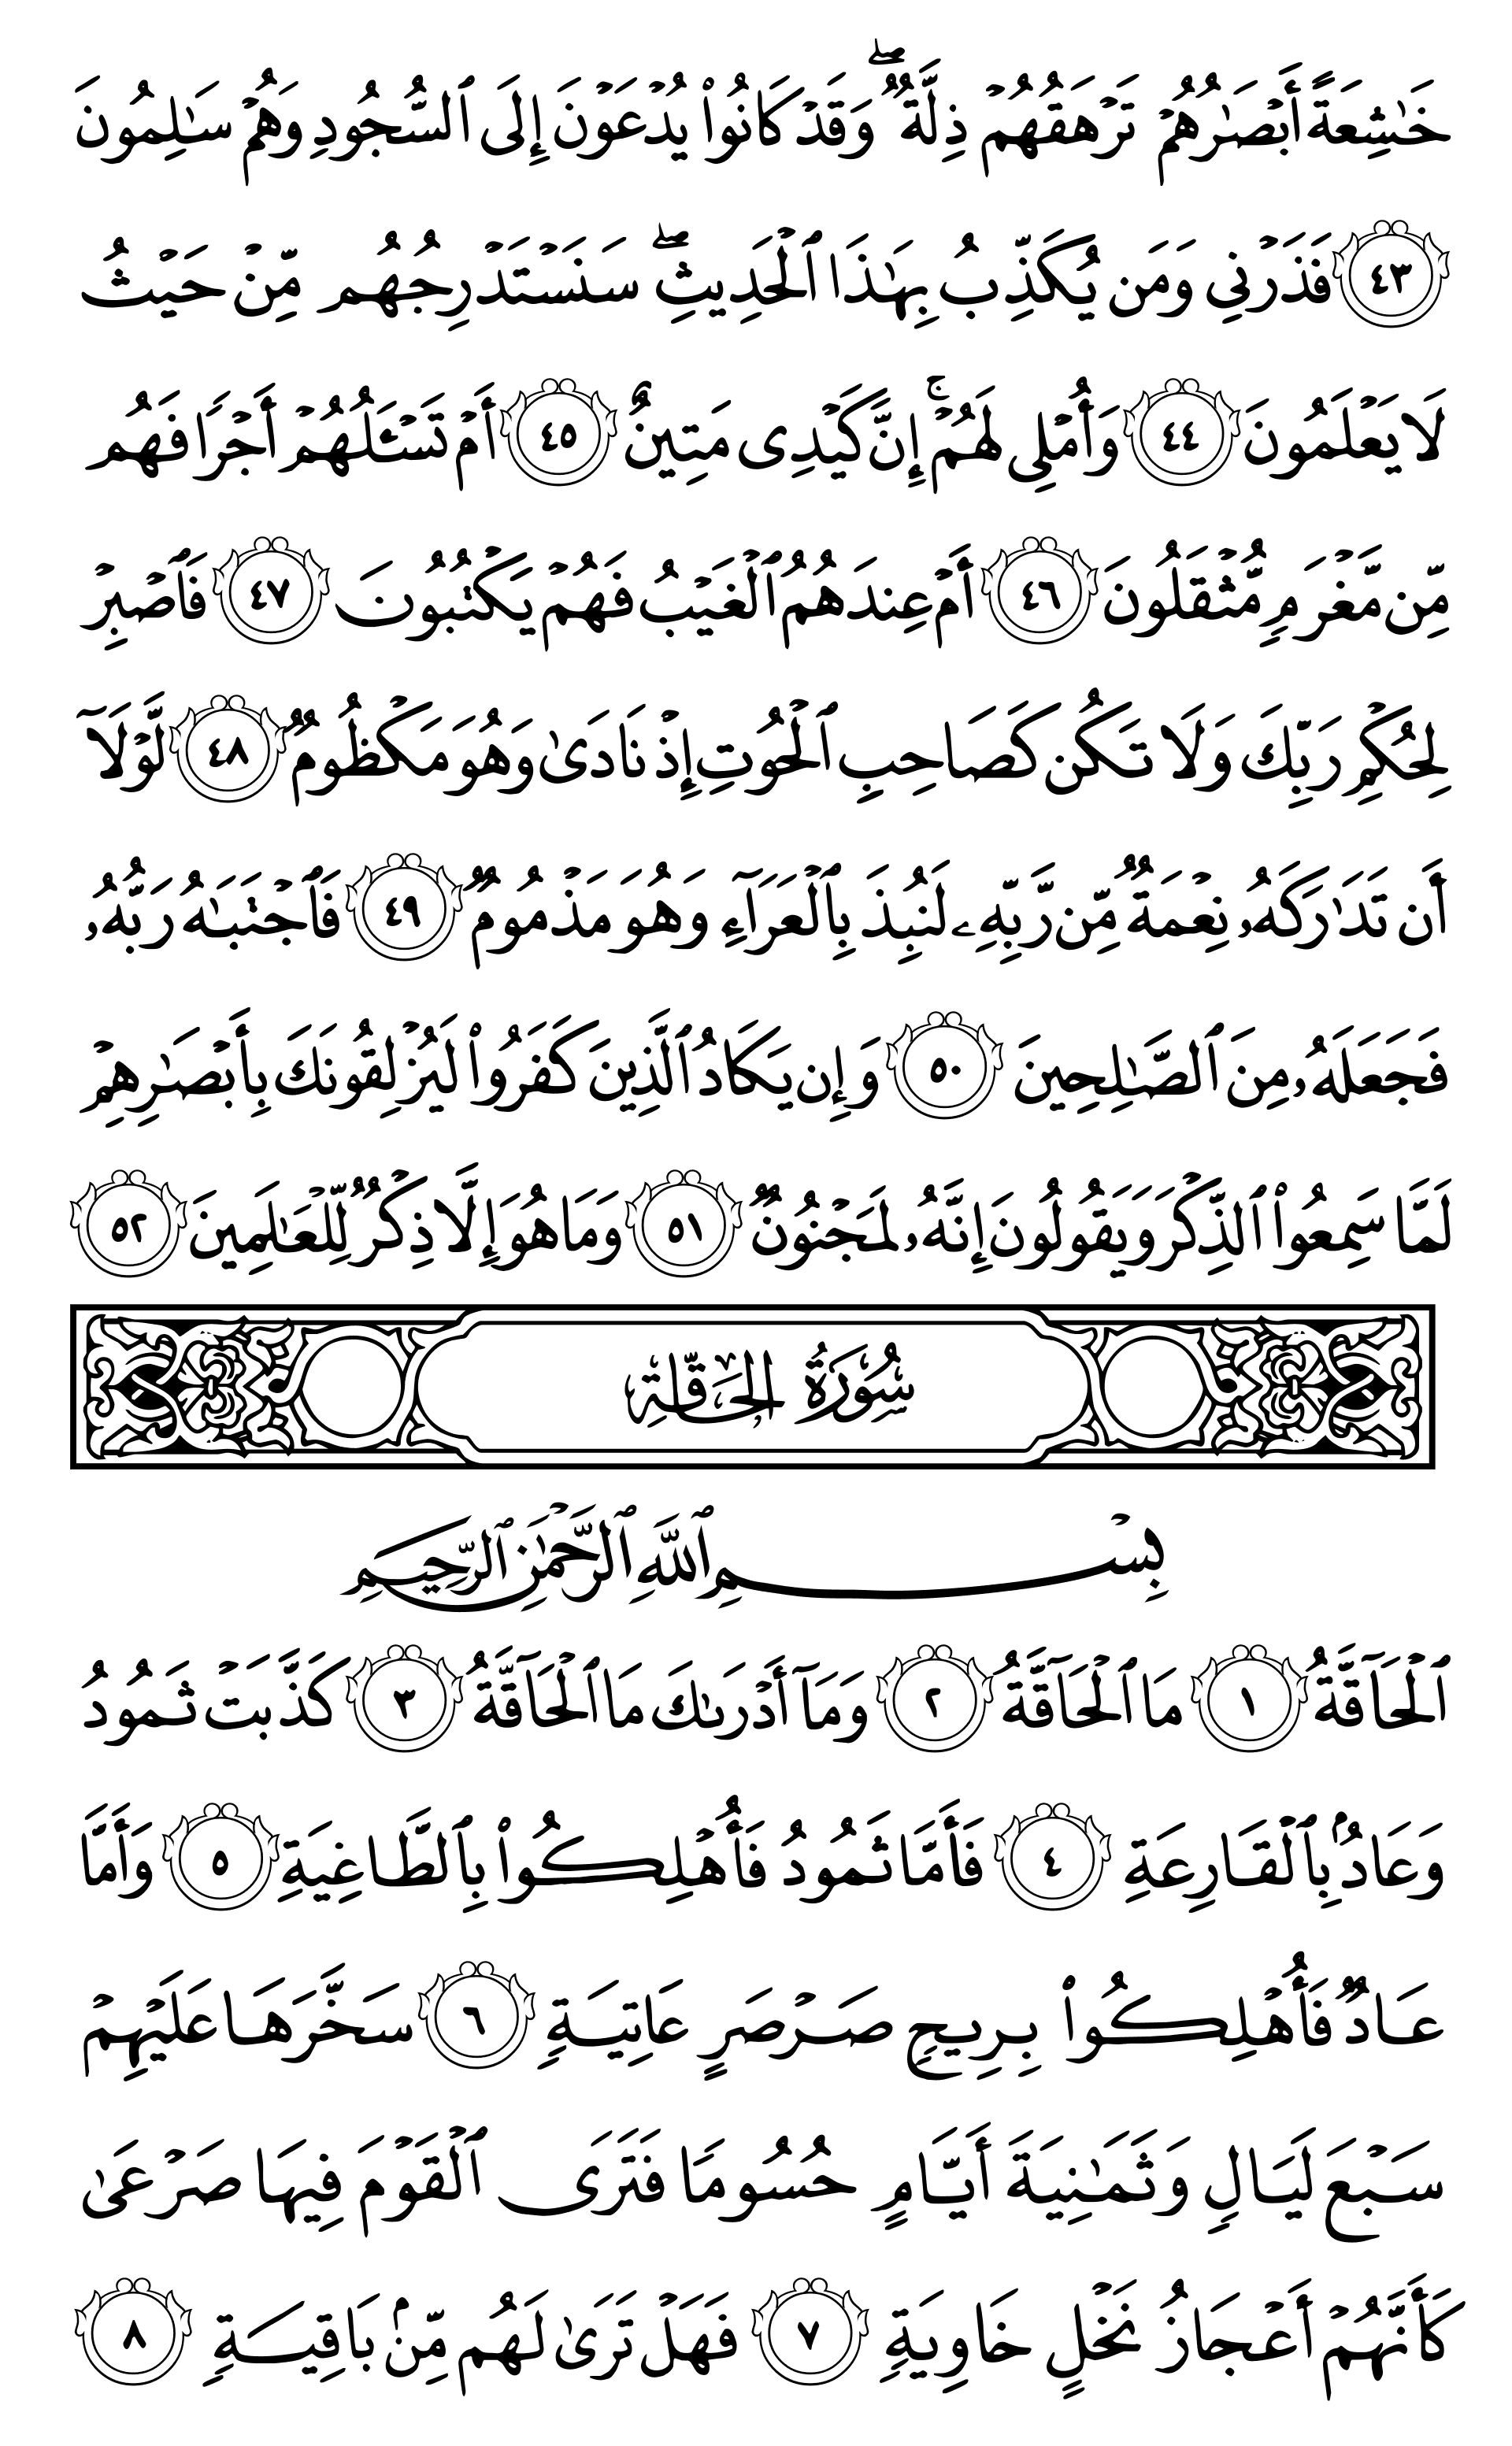 خَٰشِعَةً أَبۡصَٰرُهُمۡ تَرۡهَقُهُمۡ ذِلَّةٞۖ وَقَدۡ كَانُواْ يُدۡعَوۡنَ إِلَى ٱلسُّجُودِ وَهُمۡ سَٰلِمُونَ
٤٣ فَذَرۡنِي وَمَن يُكَذِّبُ بِهَٰذَا ٱلۡحَدِيثِۖ سَنَسۡتَدۡرِجُهُم مِّنۡ حَيۡثُ
لَا يَعۡلَمُونَ ٤٤ وَأُمۡلِي لَهُمۡۚ إِنَّ كَيۡدِي مَتِينٌ ٤٥ أَمۡ تَسۡـَٔلُهُمۡ أَجۡرٗا فَهُم
مِّن مَّغۡرَمٖ مُّثۡقَلُونَ ٤٦ أَمۡ عِندَهُمُ ٱلۡغَيۡبُ فَهُمۡ يَكۡتُبُونَ ٤٧ فَٱصۡبِرۡ
لِحُكۡمِ رَبِّكَ وَلَا تَكُن كَصَاحِبِ ٱلۡحُوتِ إِذۡ نَادَىٰ وَهُوَ مَكۡظُومٞ ٤٨ لَّوۡلَآ
أَن تَدَٰرَكَهُۥ نِعۡمَةٞ مِّن رَّبِّهِۦ لَنُبِذَ بِٱلۡعَرَآءِ وَهُوَ مَذۡمُومٞ ٤٩ فَٱجۡتَبَٰهُ رَبُّهُۥ
فَجَعَلَهُۥ مِنَ ٱلصَّٰلِحِينَ ٥٠ وَإِن يَكَادُ ٱلَّذِينَ كَفَرُواْ لَيُزۡلِقُونَكَ بِأَبۡصَٰرِهِمۡ
لَمَّا سَمِعُواْ ٱلذِّكۡرَ وَيَقُولُونَ إِنَّهُۥ لَمَجۡنُونٞ ٥١ وَمَا هُوَ إِلَّا ذِكۡرٞ لِّلۡعَٰلَمِينَ ٥٢
سُورَةُ الحَاقَّةِ
بِسۡمِ ٱللَّهِ ٱلرَّحۡمَٰنِ ٱلرَّحِيمِ
ٱلۡحَآقَّةُ ١ مَا ٱلۡحَآقَّةُ ٢ وَمَآ أَدۡرَىٰكَ مَا ٱلۡحَآقَّةُ ٣ كَذَّبَتۡ ثَمُودُ
وَعَادُۢ بِٱلۡقَارِعَةِ ٤ فَأَمَّا ثَمُودُ فَأُهۡلِكُواْ بِٱلطَّاغِيَةِ ٥ وَأَمَّا
عَادٞ فَأُهۡلِكُواْ بِرِيحٖ صَرۡصَرٍ عَاتِيَةٖ ٦ سَخَّرَهَا عَلَيۡهِمۡ
سَبۡعَ لَيَالٖ وَثَمَٰنِيَةَ أَيَّامٍ حُسُومٗا فَتَرَى ٱلۡقَوۡمَ فِيهَا صَرۡعَىٰ
كَأَنَّهُمۡ أَعۡجَازُ نَخۡلٍ خَاوِيَةٖ ٧ فَهَلۡ تَرَىٰ لَهُم مِّنۢ بَاقِيَةٖ ٨